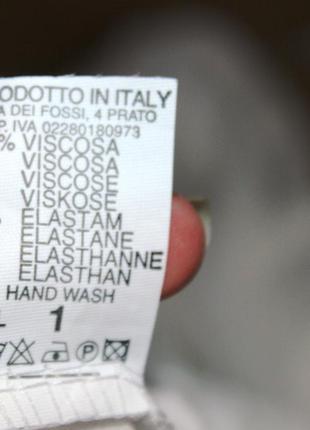 ODOTTO IN ITALY
A DEI FOSSI, 4 PRATO
P. IVA 02280180973
% VISCOSA
VISCOSA
VISCOSE
VISKOSE
ELASTAM
ELASTANE
ELASTHANNE
ELASTHAN
HAND WASH
1
P